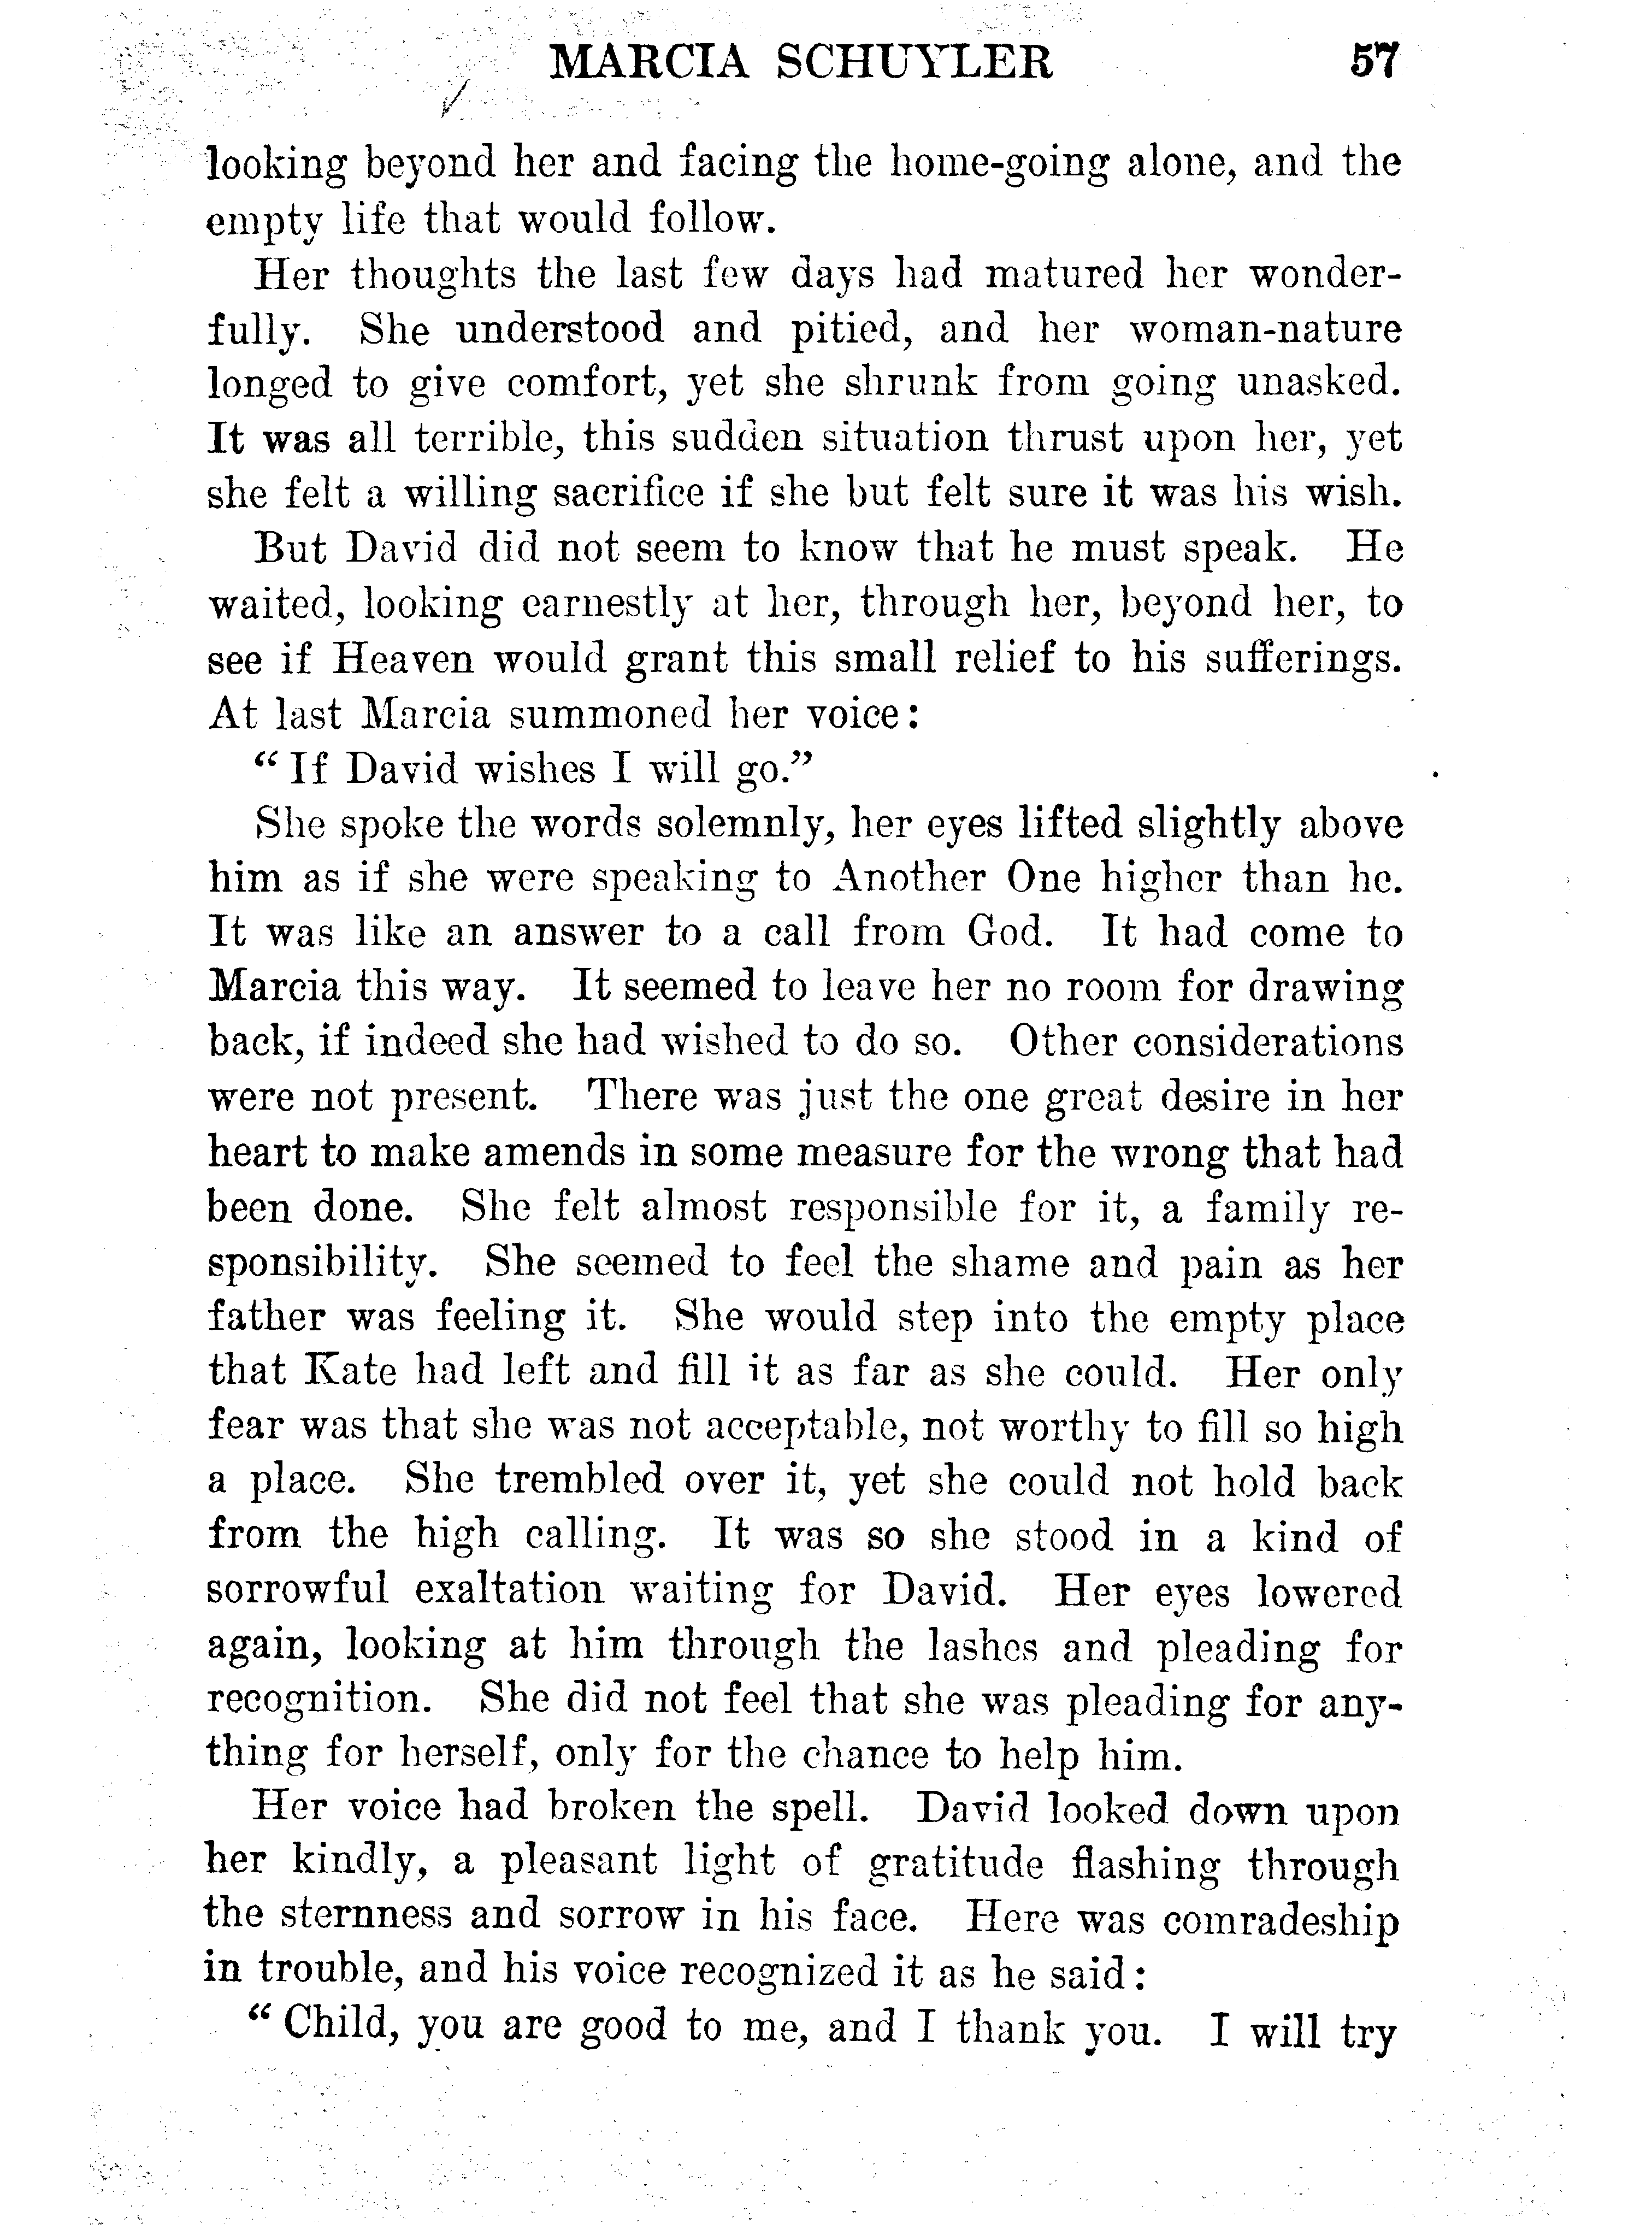 MARCIA SCHUYLER 57
looking beyond her and facing the home-going alone, and the
empty life that would follow.
Her thoughts the last few days had matured her wonder-
fully. She understood and pitied, and her woman-nature
longed to give comfort, yet she shrunk from going unasked.
It was all terrible, this sudden situation thrust upon her, yet
she felt a willing sacrifice if she but felt sure it was his wish.
But David did not seem to know that he must speak. He
waited, looking earnestly at her, through her, beyond her, to
see if Heaven would grant this small relief to his sufferings.
At last Marcia summoned her voice:
“If David wishes I will go.”
She spoke the words solemnly, her eyes lifted slightly above
him as if she were speaking to Another One higher than he.
It was like an answer to a call from God. It had come to
Marcia this way. It seemed to leave her no room for drawing
back, if indeed she had wished to do so. Other considerations
were not present. There was just the one great desire in her
heart to make amends in some measure for the wrong that had
been done. She felt almost responsible for it, a family re-
sponsibility. She seemed to feel the shame and pain as her
father was feeling it. She would step into the empty place
that Kate had left and fill it as far as she could. Her only
fear was that she was not acceptable, not worthy to fill so high
a place. She trembled over it, yet she could not hold back
from the high calling. It was so she stood in a kind of
sorrowful exaltation waiting for David. Her eyes lowered
again, looking at him through the lashes and pleading for
recognition. She did not feel that she was pleading for any-
thing for herself, only for the chance to help him.
Her voice had broken the spell. David looked down upon
her kindly, a pleasant light of gratitude flashing through
the sternness and sorrow in his face. Here was comradeship
in trouble, and his voice recognized it as he said:
“Child, you are good to me, and I thank you. I will try